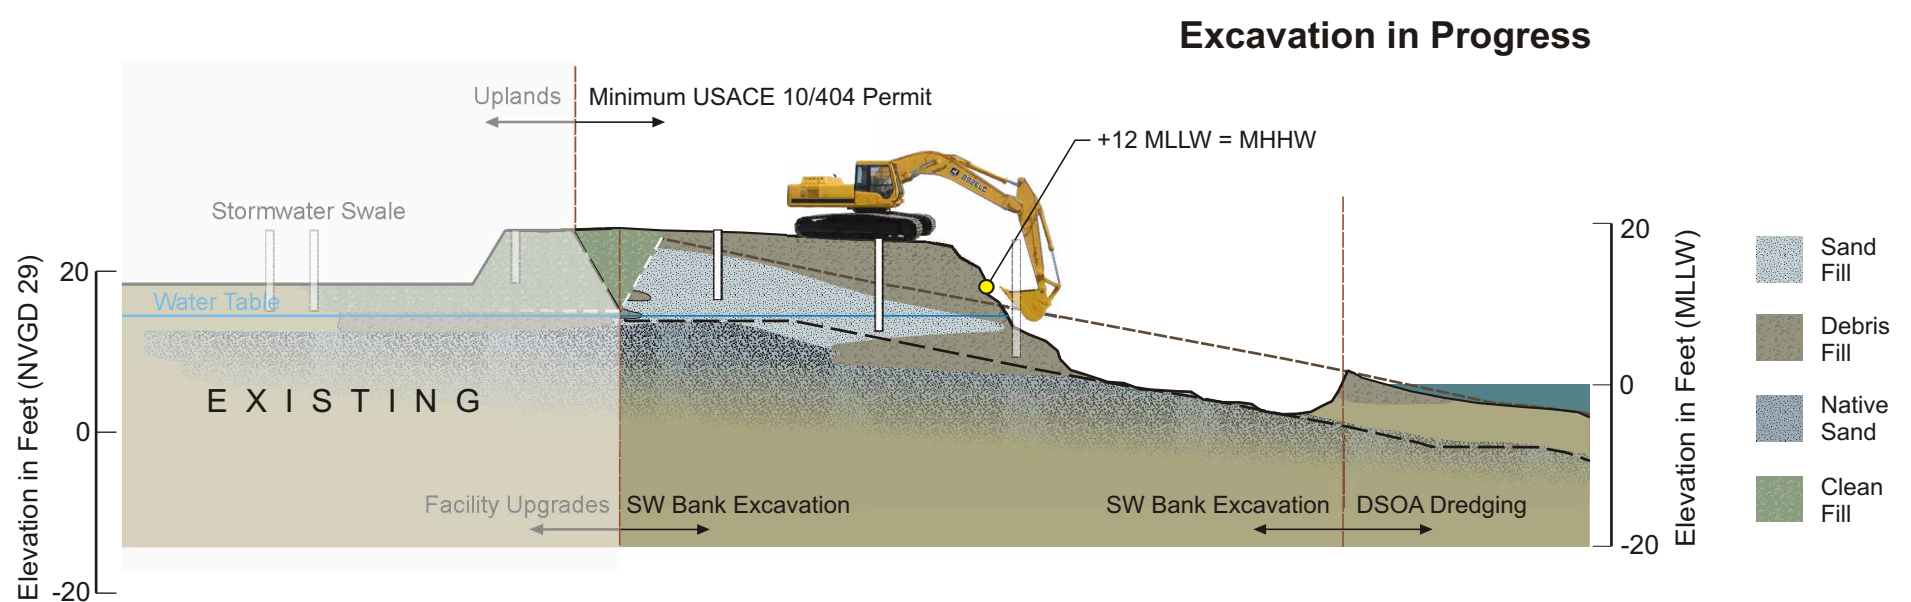 Excavation in Progress
Uplands
Minimum USACE 10/404 Permit
+12 MLLW = MHHW
992ELC
Stormwater Swale
Water Table
EXISTING
Facility Upgrades
SW Bank Excavation
SW Bank Excavation
DSOA Dredging
Elevation in Feet (NVGD 29)
20
0
-20
20
0
-20
Elevation in Feet (MLLW)
Sand
Fill
Debris
Fill
Native
Sand
Clean
Fill